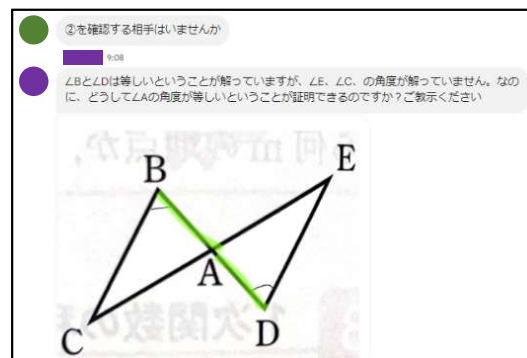 ②を確認する相手はいませんか
9:08
∠Bと∠Dは等しいということが解っていますが、∠E、∠C、の角度が解っていません。なの
に、どうして∠Aの角度が等しいということが証明できるのですか？ご教示ください
B
E
A
C
D